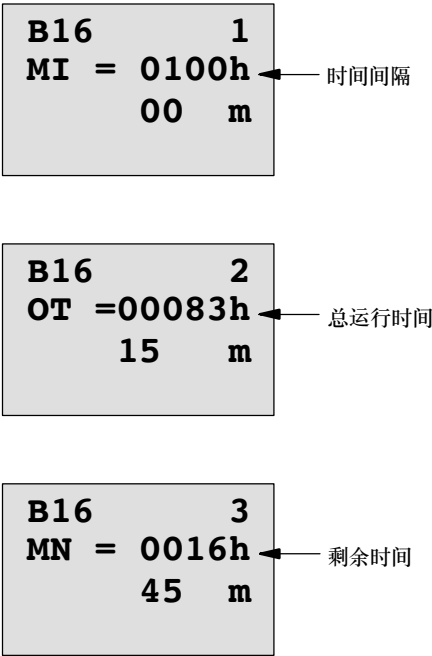 B16 1
MI = 0100h
时间间隔
00 m
B16 2
OT =00083h
总运行时间
15 m
B16 3
MN = 0016h
剩余时间
45 m